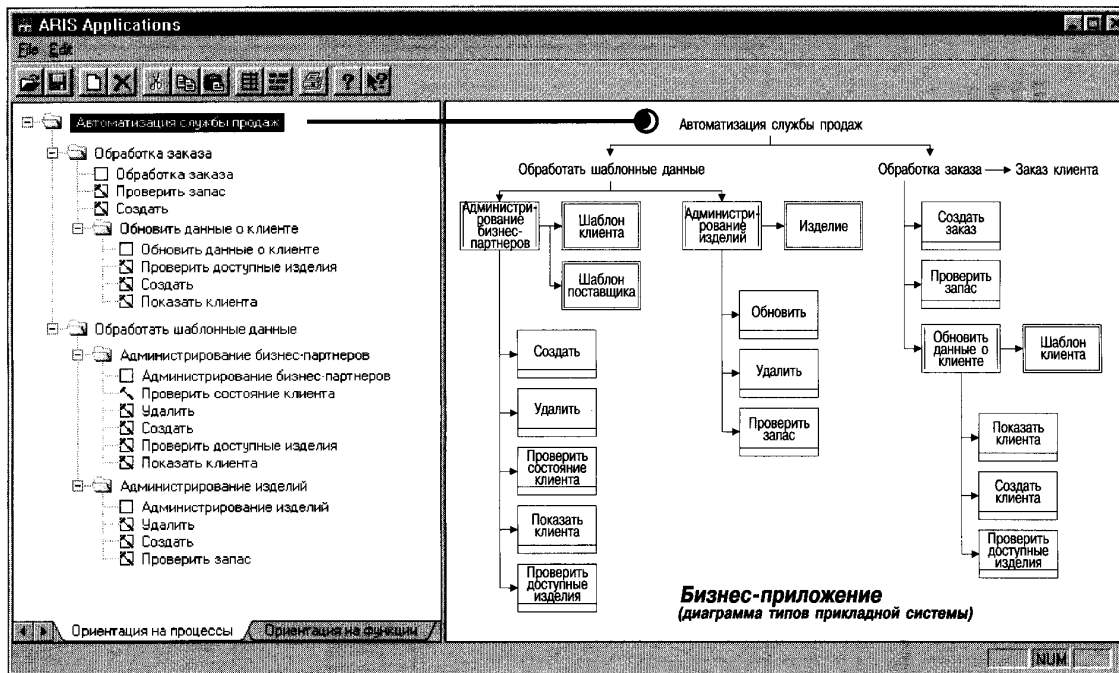 ARIS Applications
File Edit
Автоматизация службы продаж
Обработка заказа
Обработка заказа
Проверить запас
Создать
Обновить данные о клиенте
Обновить данные о клиенте
Проверить доступные изделия
Создать
Показать клиента
Обработать шаблонные данные
Администрирование бизнес-партнеров
Администрирование бизнес-партнеров
Проверить состояние клиента
Удалить
Создать
Проверить доступные изделия
Показать клиента
Администрирование изделий
Администрирование изделий
Удалить
Создать
Проверить запас
Ориентация на процессы
Ориентация на функции
Автоматизация службы продаж
Обработать шаблонные данные
Обработка заказа
Заказ клиента
Администри-
рование
бизнес-
партнеров
Шаблон
клиента
Шаблон
поставщика
Администри-
рование
изделий
Изделие
Создать
заказ
Проверить
запас
Обновить
данные о
клиенте
Шаблон
клиента
Создать
Удалить
Проверить
состояние
клиента
Показать
клиента
Проверить
доступные
изделия
Обновить
Удалить
Проверить
запас
Показать
клиента
Создать
клиента
Проверить
доступные
изделия
Бизнес-приложение
(диаграмма типов прикладной системы)
NUM